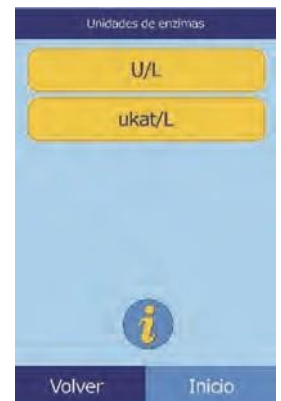 Unidades de enzimas
U/L
ukat/L
i
Volver
Inicio